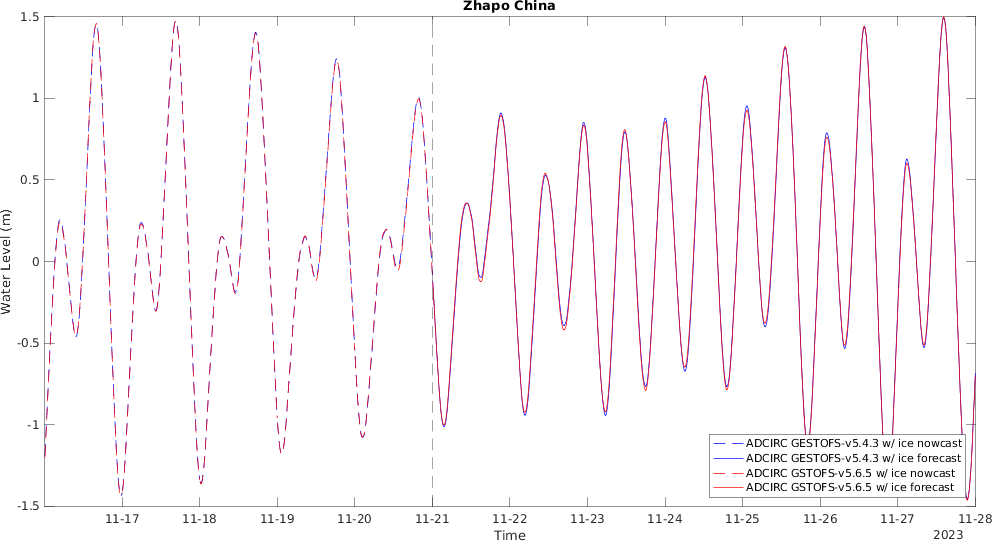 Zhapo China
1.5
1
0.5
0
-0.5
-1
-1.5
Water Level (m)
11-17
11-18
11-19
11-20
11-21
11-22
11-23
11-24
11-25
11-26
11-27
11-28
Time
2023
ADCIRC GESTOFS-v5.4.3 w/ ice nowcast
ADCIRC GESTOFS-v5.4.3 w/ ice forecast
ADCIRC GSTOFS-v5.6.5 w/ ice nowcast
ADCIRC GSTOFS-v5.6.5 w/ ice forecast